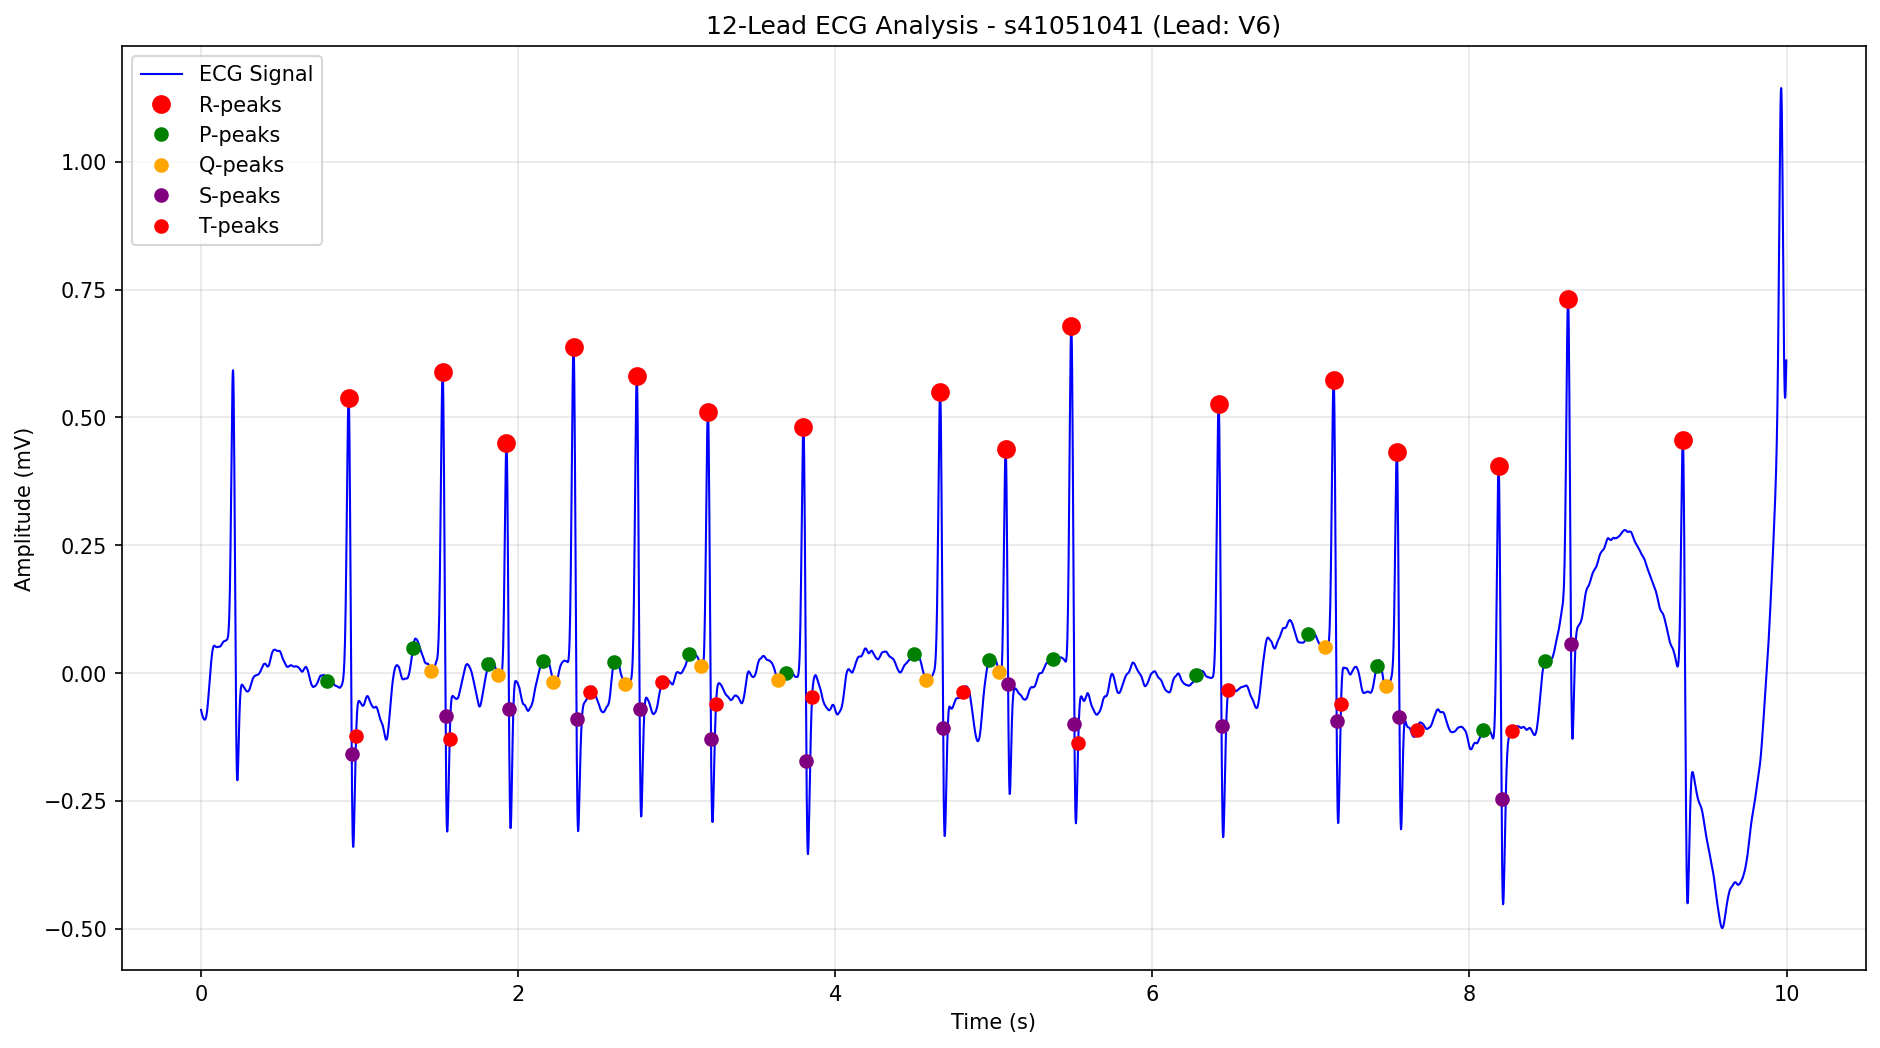 12-Lead ECG Analysis - s41051041 (Lead: V6)
ECG Signal
R-peaks
P-peaks
Q-peaks
S-peaks
T-peaks
Amplitude (mV)
1.00
0.75
0.50
0.25
0.00
−0.25
−0.50
0 2 4 6 8 10
Time (s)